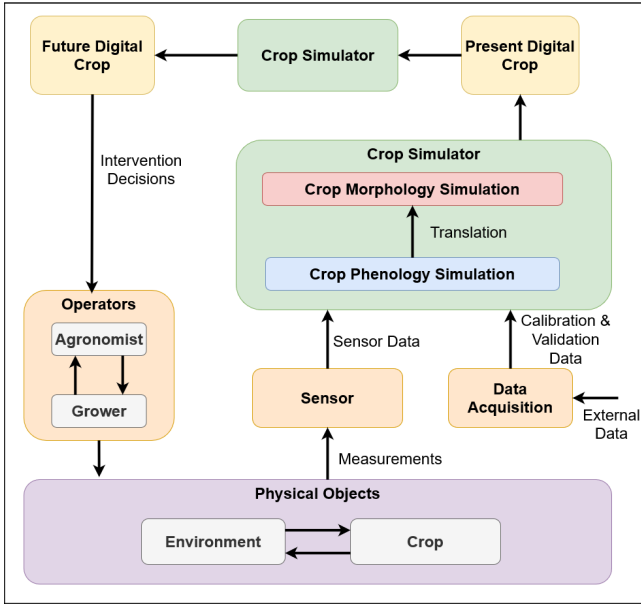 Future Digital
Crop
Crop Simulator
Present Digital
Crop
Intervention
Decisions
Crop Simulator
Crop Morphology Simulation
Translation
Crop Phenology Simulation
Operators
Agronomist
Grower
Sensor Data
Calibration &
Validation
Data
Sensor
Data
Acquisition
External
Data
Measurements
Physical Objects
Environment
Crop